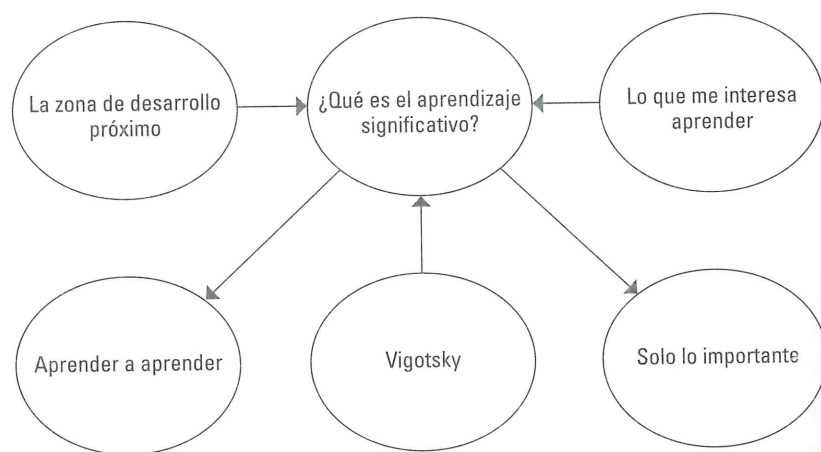 La zona de desarrollo
próximo
¿Qué es el aprendizaje
significativo?
Lo que me interesa
aprender
Aprender a aprender
Vigotsky
Solo lo importante